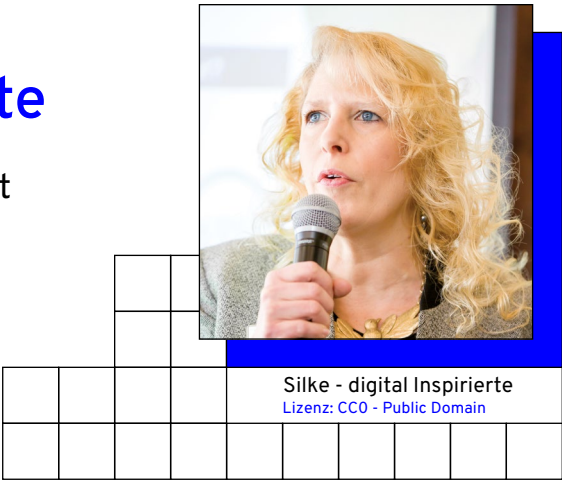 te
t
Silke - digital Inspirierte
Lizenz: CC0 - Public Domain